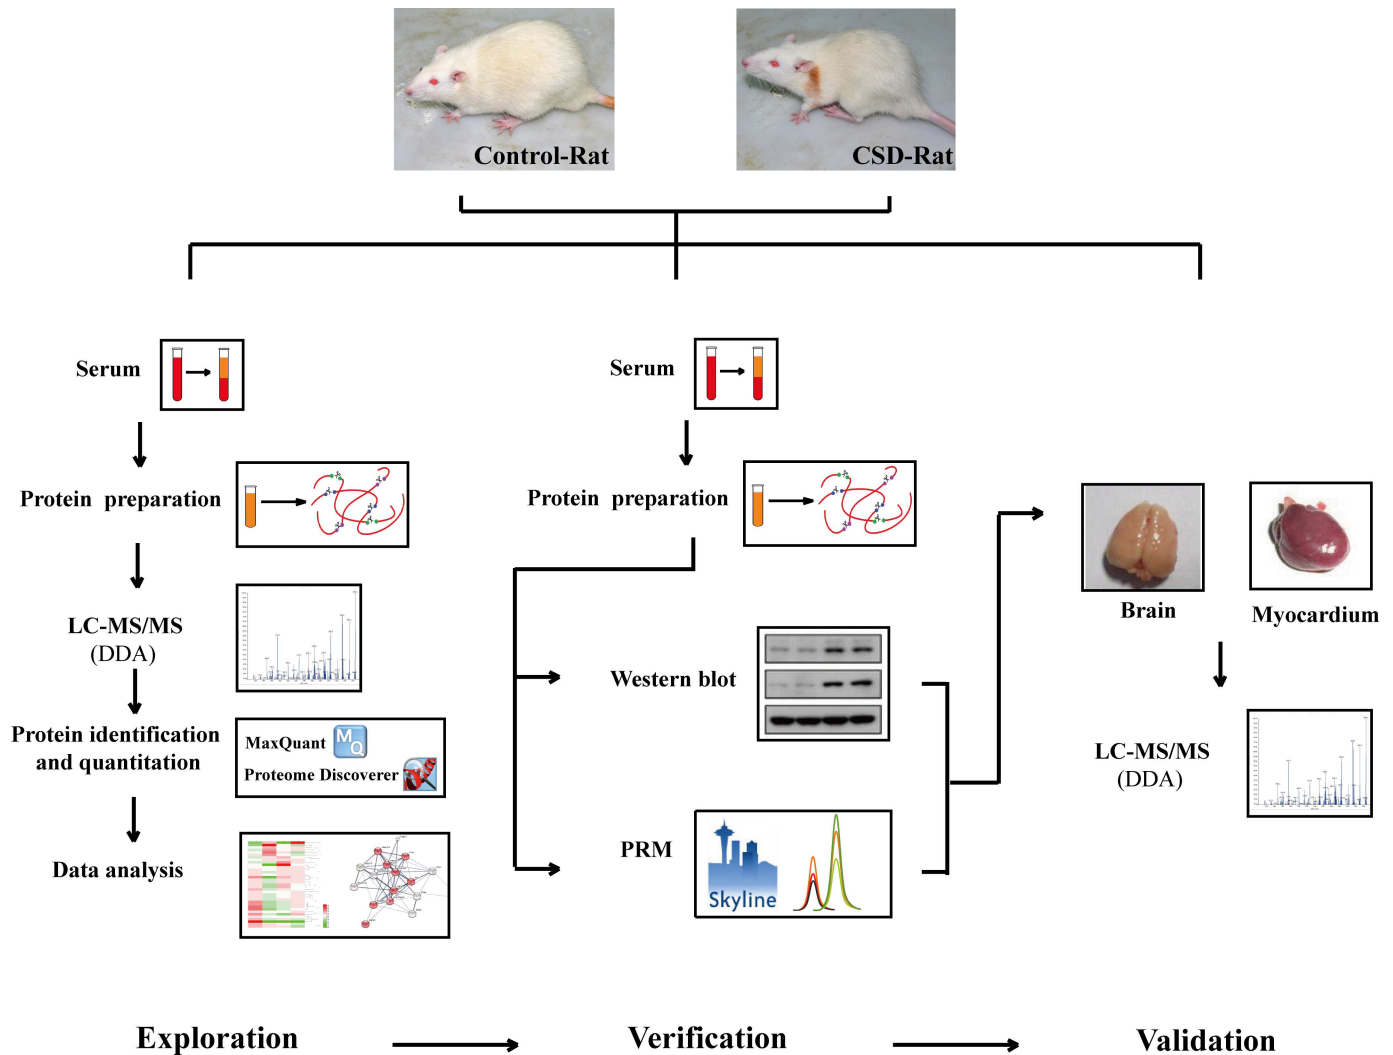 Control-Rat
CSD-Rat
Serum
Protein preparation
LC-MS/MS
(DDA)
Protein identification
and quantitation
MaxQuant
MQ
Proteome Discoverer
Data analysis
Serum
Protein preparation
Western blot
PRM
Skyline
Brain
Myocardium
LC-MS/MS
(DDA)
Exploration
Verification
Validation